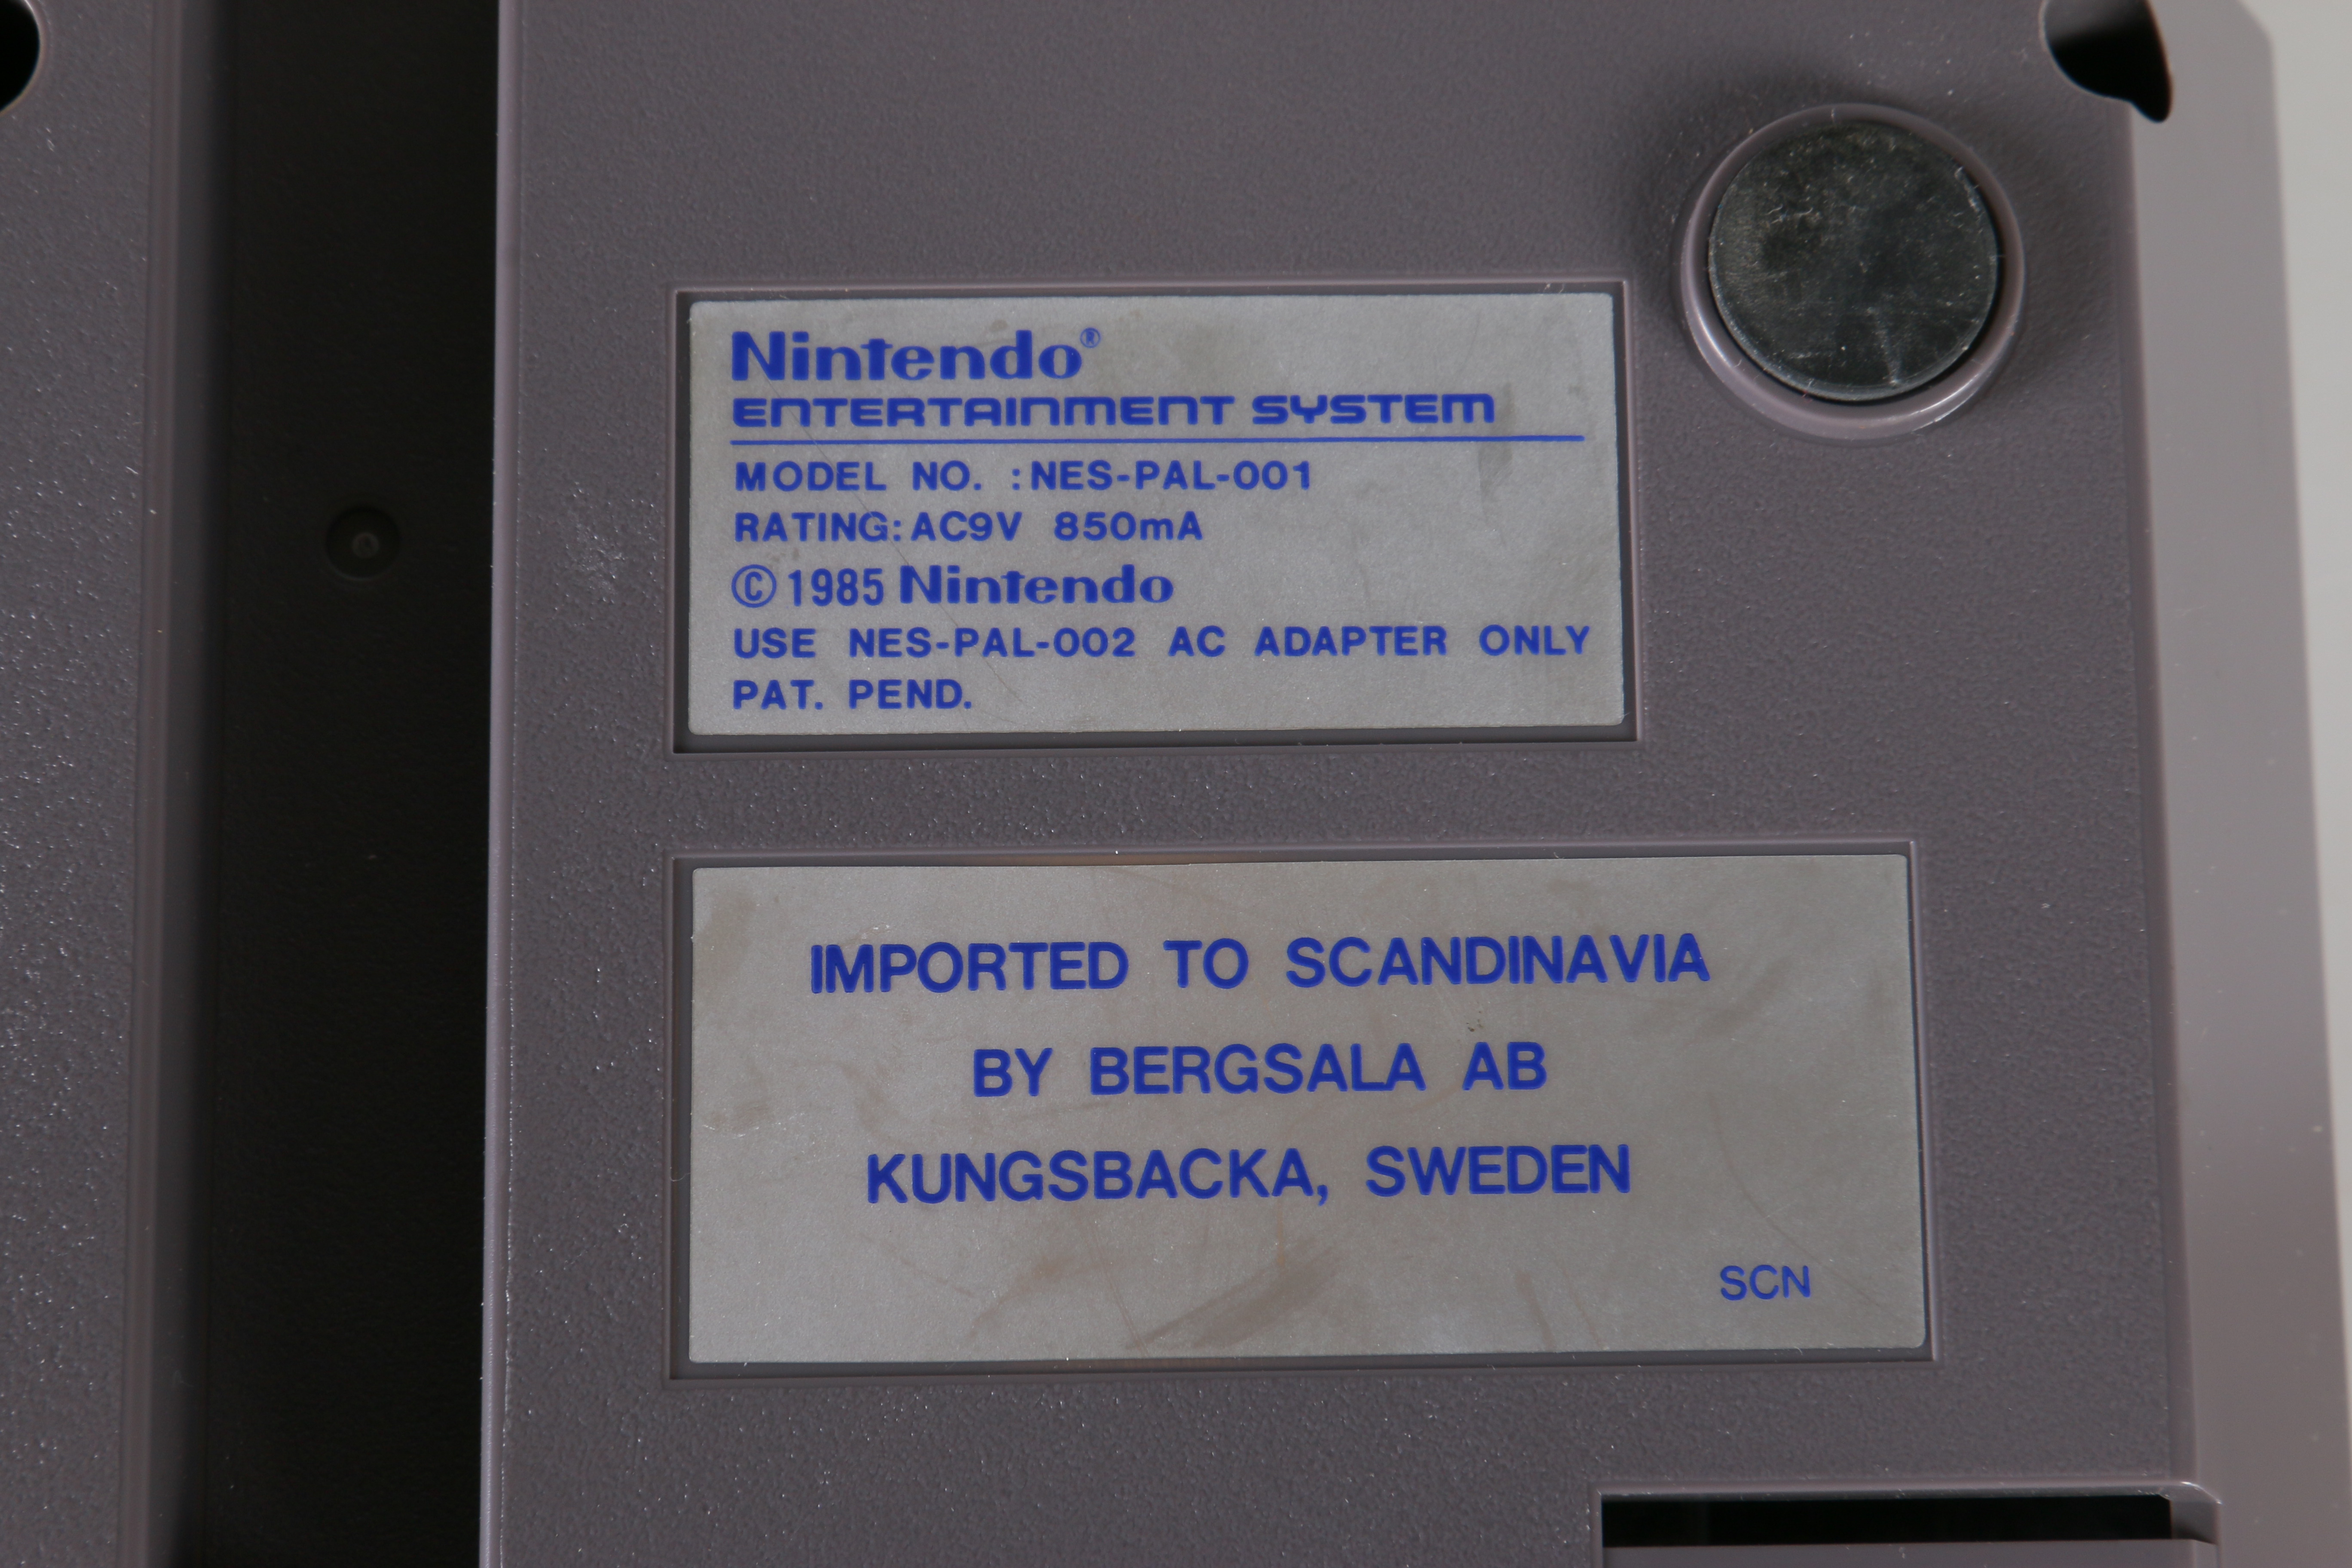 Nintendo®
ENTERTAINMENT SYSTEM
MODEL NO. :NES-PAL-001
RATING:AC9V 850mA
©1985 Nintendo
USE NES-PAL-002 AC ADAPTER ONLY
PAT. PEND.
IMPORTED TO SCANDINAVIA
BY BERGSALA AB
KUNGSBACKA, SWEDEN
SCN